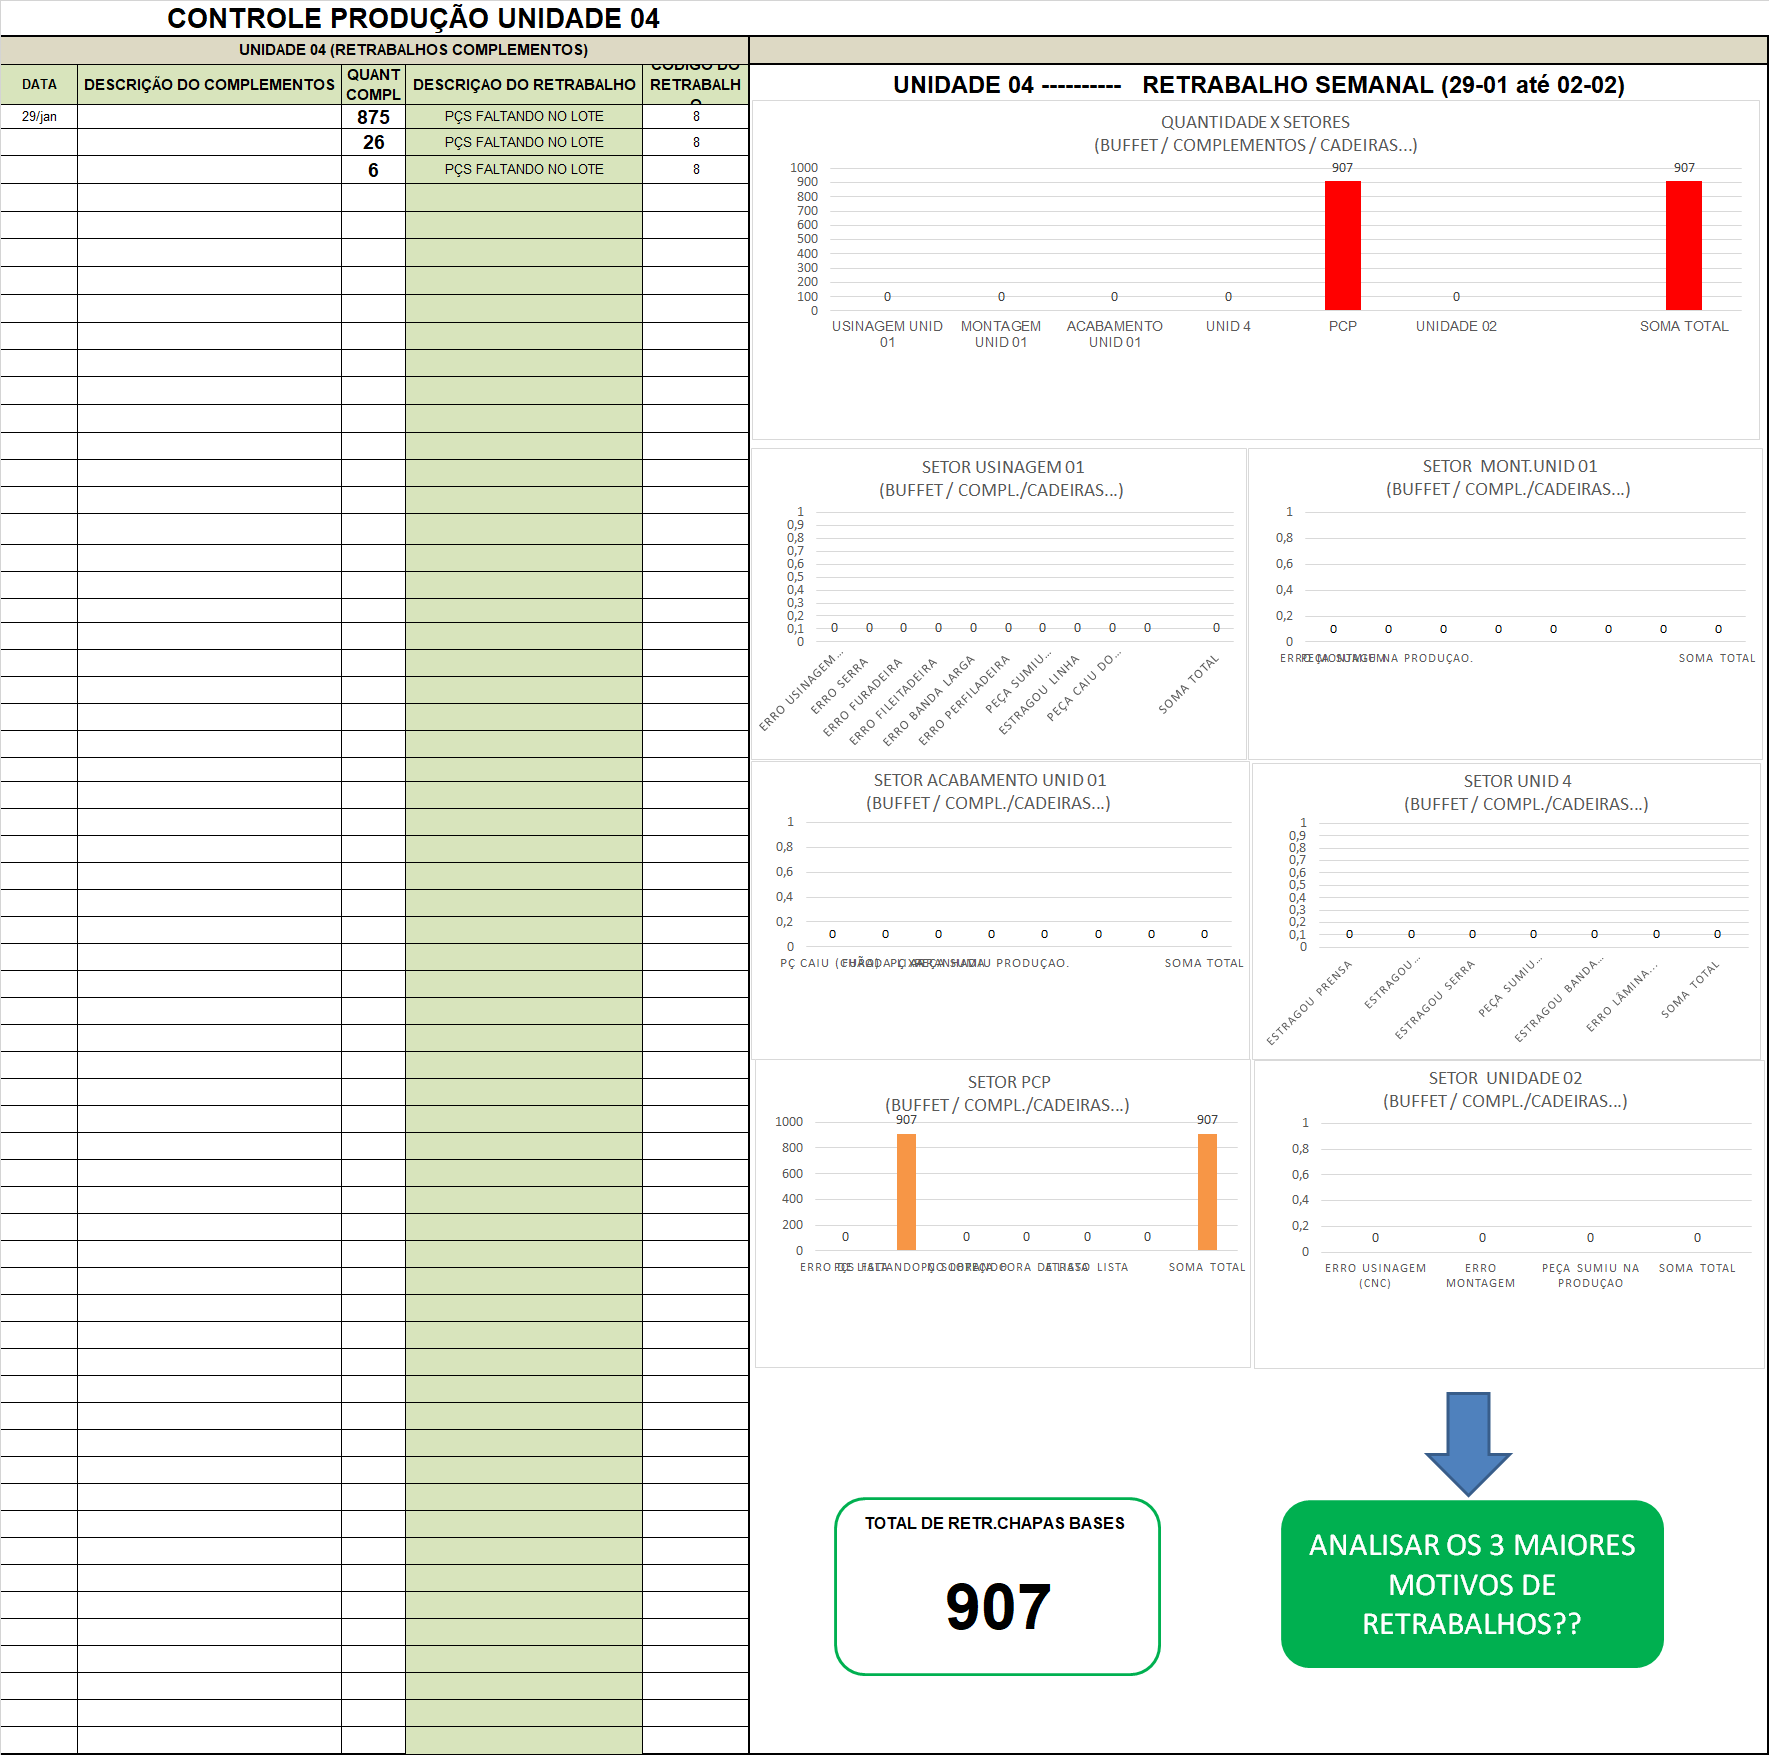 CONTROLE PRODUÇÃO UNIDADE 04
UNIDADE 04 (RETRABALHOS COMPLEMENTOS)
DATA
DESCRIÇÃO DO COMPLEMENTOS
QUANT
COMPL
DESCRIÇAO DO RETRABALHO
CODIGO DO
RETRABALH
O
29/jan 875 PÇS FALTANDO NO LOTE 8
26 PÇS FALTANDO NO LOTE 8
6 PÇS FALTANDO NO LOTE 8
UNIDADE 04 ---------- RETRABALHO SEMANAL (29-01 até 02-02)
QUANTIDADE X SETORES
(BUFFET / COMPLEMENTOS / CADEIRAS...)
1000
900
800
700
600
500
400
300
200
100
0
0 0 0 0 907 0 907
USINAGEM UNID
01
MONTAGEM
UNID 01
ACABAMENTO
UNID 01
UNID 4
PCP
UNIDADE 02
SOMA TOTAL
SETOR USINAGEM 01
(BUFFET / COMPL./CADEIRAS...)
1
0,9
0,8
0,7
0,6
0,5
0,4
0,3
0,2
0,1
0
0 0 0 0 0 0 0 0 0 0 0
ERRO USINAGEM...
ERRO SERRA
ERRO FURADEIRA
ERRO FILEITADEIRA
ERRO BANDA LARGA
ERRO PERFILADEIRA
PEÇA SUMIU...
ESTRAGOU LINHA
PEÇA CAIU DO...
SOMA TOTAL
SETOR MONT.UNID 01
(BUFFET / COMPL./CADEIRAS...)
1
0,8
0,6
0,4
0,2
0
0 0 0 0 0 0 0 0
ERRO MONTAGEM
PEÇA SUMIU NA PRODUÇAO.
SOMA TOTAL
SETOR ACABAMENTO UNID 01
(BUFFET / COMPL./CADEIRAS...)
1
0,8
0,6
0,4
0,2
0
0 0 0 0 0 0 0 0
PÇ CAIU (CHÃO)
PEÇA SUMIU PRODUÇAO.
SOMA TOTAL
SETOR UNID 4
(BUFFET / COMPL./CADEIRAS...)
1
0,9
0,8
0,7
0,6
0,5
0,4
0,3
0,2
0,1
0
0 0 0 0 0 0 0
ESTRAGOU PRENSA
ESTRAGOU...
ESTRAGOU SERRA
PEÇA SUMIU...
ESTRAGOU BANDA...
ERRO LÂMINA...
SOMA TOTAL
SETOR PCP
(BUFFET / COMPL./CADEIRAS...)
1000
800
600
400
200
0
0 907 0 0 0 907
ERRO DE LISTA
PÇS FALTANDO NO LOTE
PEÇA FORA DE LISTA
ATRASO LISTA
SOMA TOTAL
SETOR UNIDADE 02
(BUFFET / COMPL./CADEIRAS...)
1
0,8
0,6
0,4
0,2
0
0 0 0 0
ERRO USINAGEM
(CNC)
ERRO
MONTAGEM
PEÇA SUMIU NA
PRODUÇAO
SOMA TOTAL
TOTAL DE RETR.CHAPAS BASES
907
ANALISAR OS 3 MAIORES
MOTIVOS DE
RETRABALHOS??